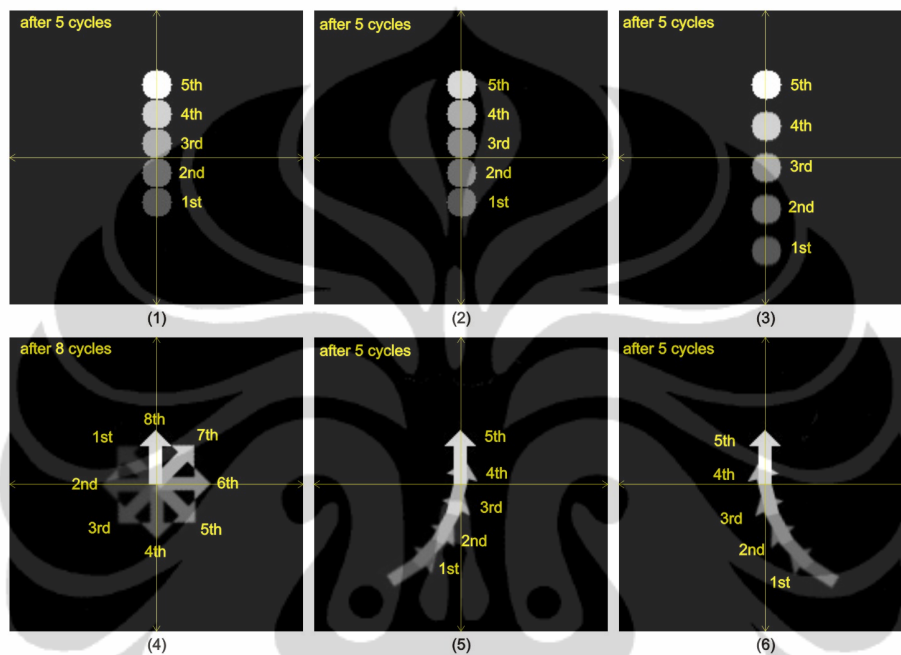 after 5 cycles
5th
4th
3rd
2nd
1st
(1)
after 5 cycles
5th
4th
3rd
2nd
1st
(2)
after 5 cycles
5th
4th
3rd
2nd
1st
(3)
after 8 cycles
8th
1st
7th
2nd
6th
3rd
5th
4th
(4)
after 5 cycles
5th
4th
3rd
2nd
1st
(5)
after 5 cycles
5th
4th
3rd
2nd
1st
(6)